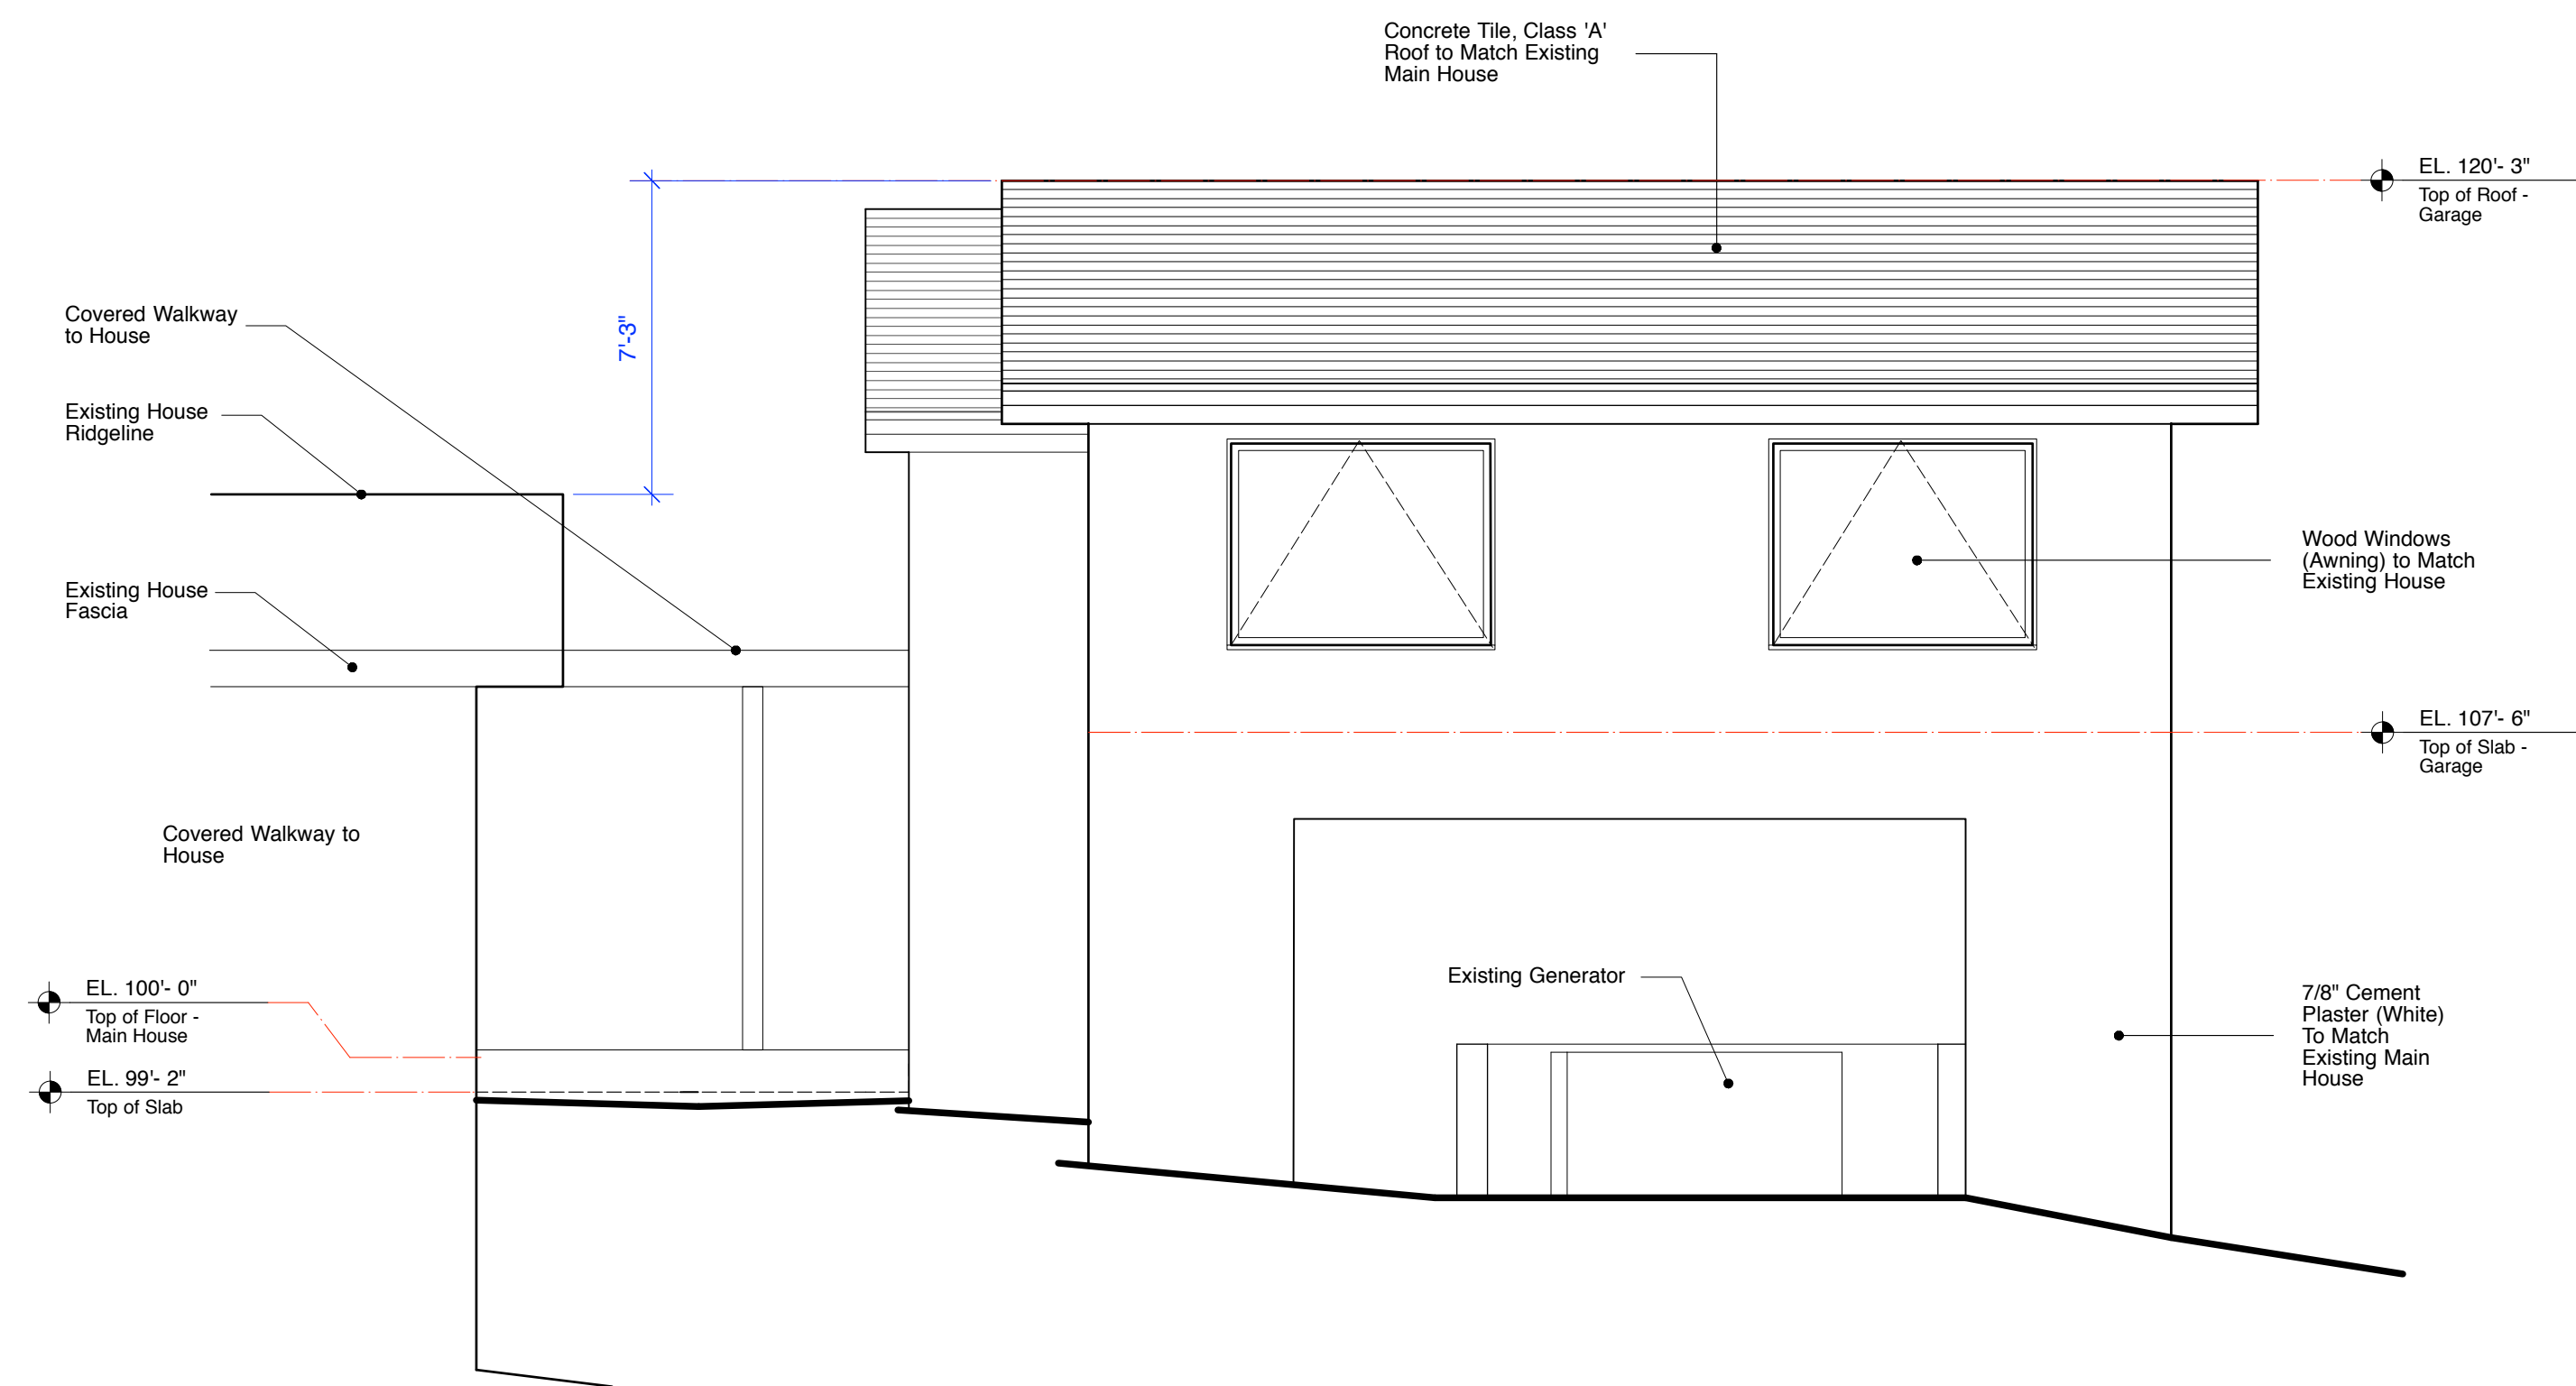 Concrete Tile, Class 'A'
Roof to Match Existing
Main House
EL. 120'- 3"
Top of Roof -
Garage
7'-3"
Covered Walkway
to House
Existing House
Ridgeline
Existing House
Fascia
Wood Windows
(Awning) to Match
Existing House
EL. 107'- 6"
Top of Slab -
Garage
Covered Walkway to
House
Existing Generator
EL. 100'- 0"
Top of Floor -
Main House
7/8" Cement
Plaster (White)
To Match
Existing Main
House
EL. 99'- 2"
Top of Slab